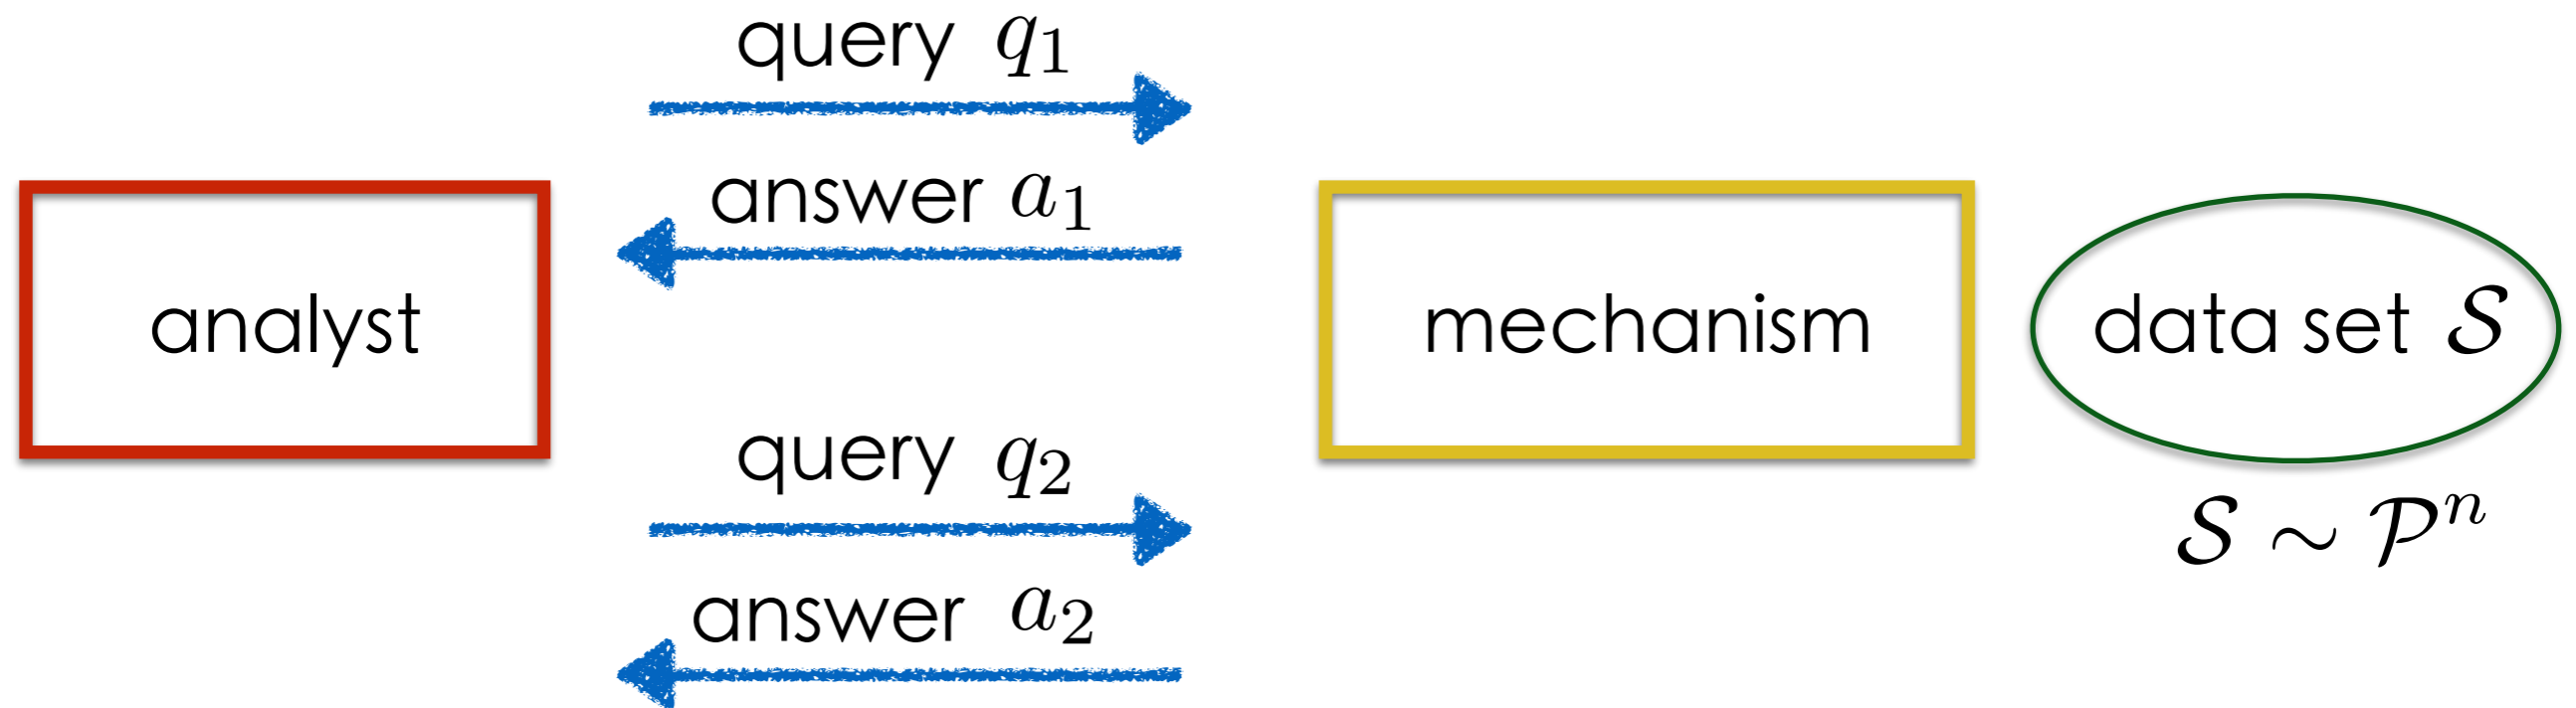 query q₁
answer a₁
analyst
mechanism
data set 𝒮
query q₂
𝒮 ∼ 𝒫ⁿ
answer a₂